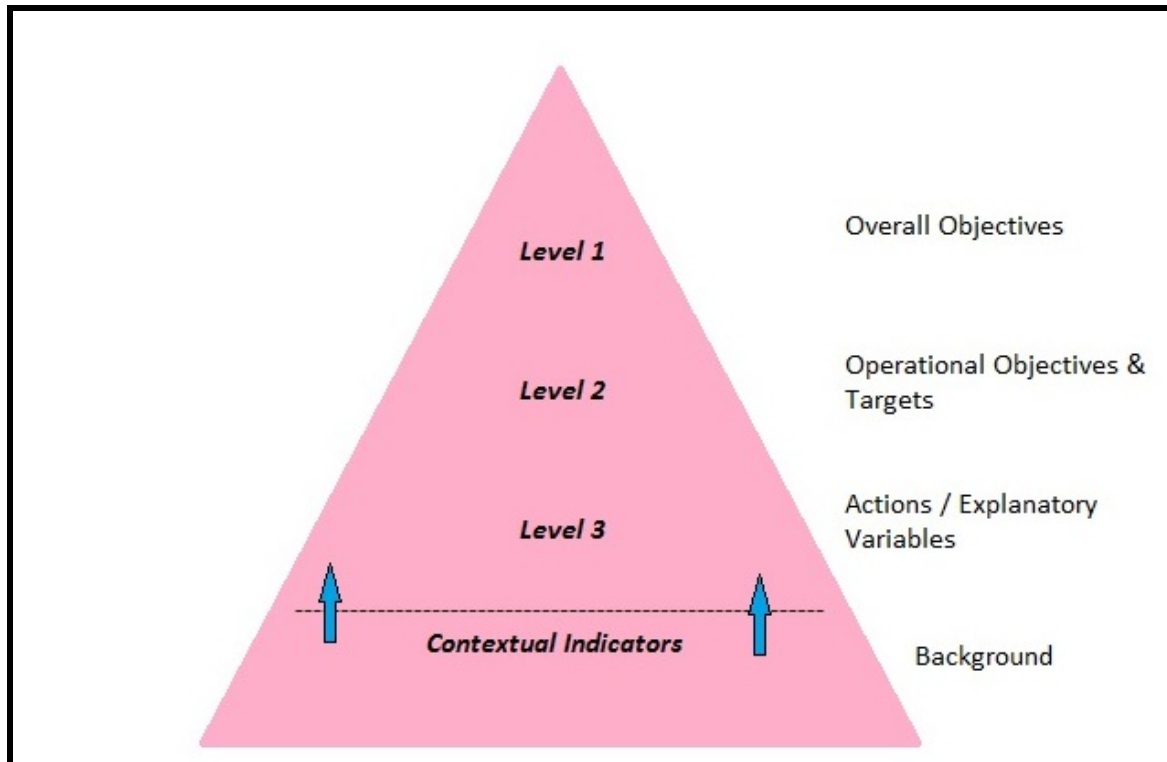 Level 1
Overall Objectives
Level 2
Operational Objectives &
Targets
Level 3
Actions / Explanatory
Variables
Contextual Indicators
Background